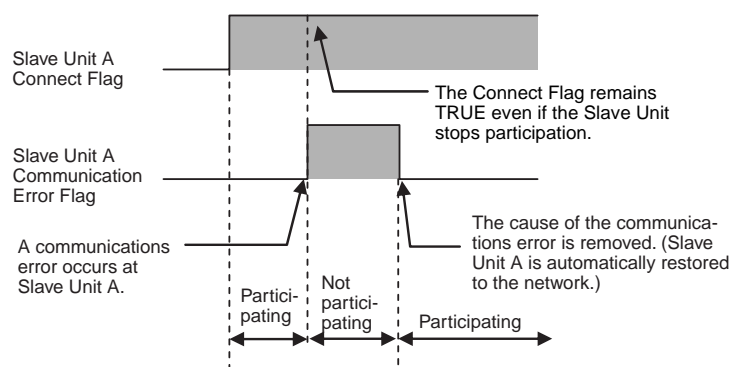 Slave Unit A
Connect Flag
The Connect Flag remains
TRUE even if the Slave Unit
stops participation.
Slave Unit A
Communication
Error Flag
A communications
error occurs at
Slave Unit A.
The cause of the communica-
tions error is removed. (Slave
Unit A is automatically restored
to the network.)
Partici-
pating
Not
partici-
pating
Participating